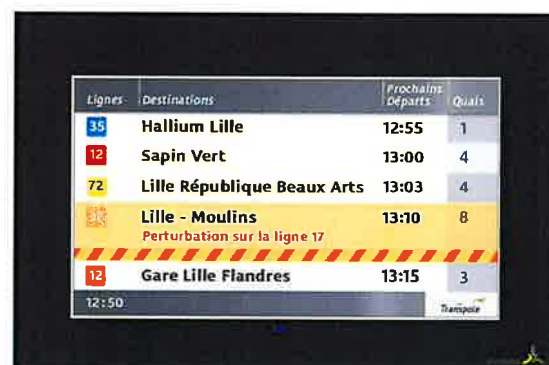 Lignes Destinations Prochains Départs Quais
35 Hallium Lille 12:55 1
12 Sapin Vert 13:00 4
72 Lille République Beaux Arts 13:03 4
Lille - Moulins 13:10 8
Perturbation sur la ligne 17
12 Gare Lille Flandres 13:15 3
12:50 Transpole